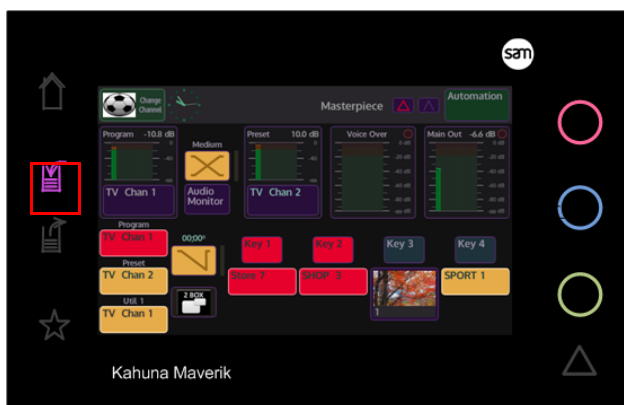 sam
Change
Channel
Masterpiece
Automation
Program -10.8 dB
Medium
Preset 10.0 dB
Voice Over
Main Out -6.6 dB
TV Chan 1
Audio
Monitor
TV Chan 2
Program
TV Chan 1
00;00
Key 1
Key 2
Key 3
Key 4
Preset
TV Chan 2
Store 7
SHOP 3
SPORT 1
Util 1
2 BOX
1
TV Chan 1
Kahuna Maverik